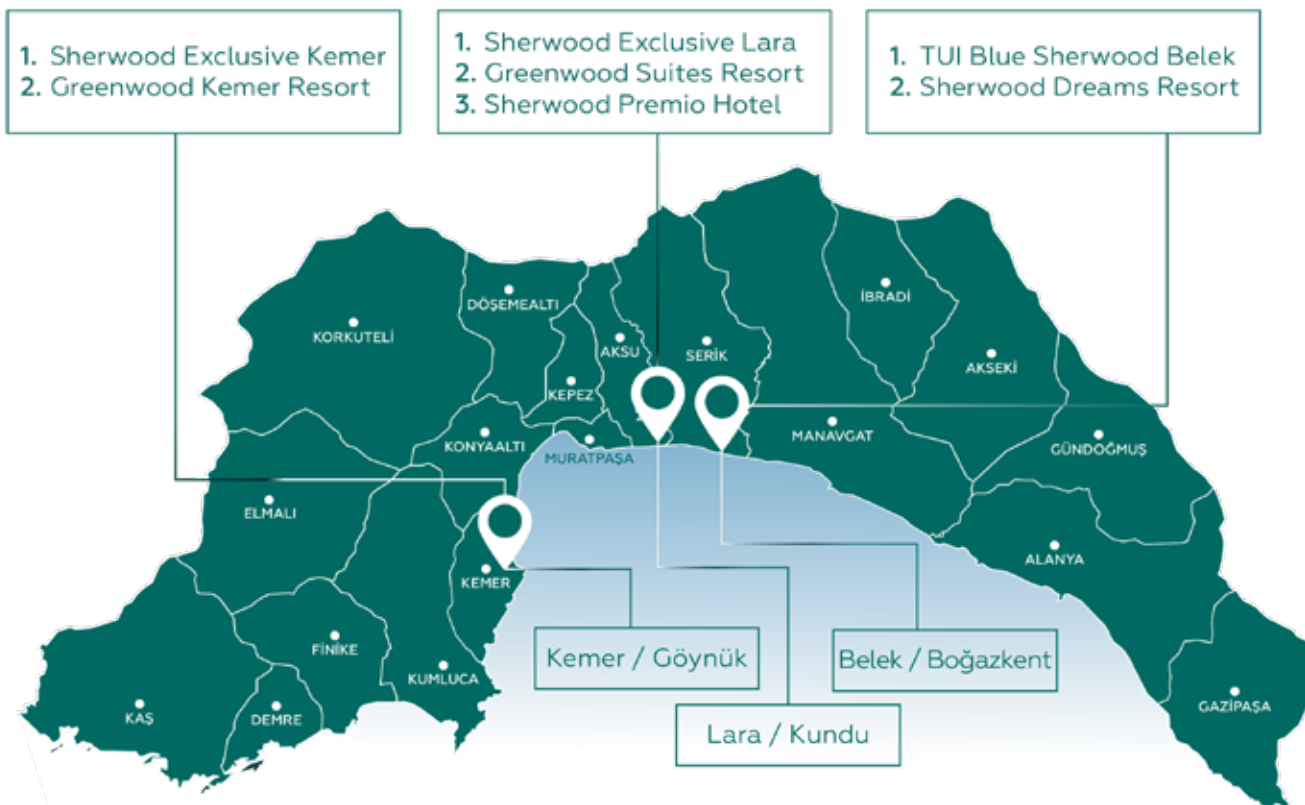 1. Sherwood Exclusive Kemer
2. Greenwood Kemer Resort
1. Sherwood Exclusive Lara
2. Greenwood Suites Resort
3. Sherwood Premio Hotel
1. TUI Blue Sherwood Belek
2. Sherwood Dreams Resort
İBRADİ
DÖŞEMEALTI
KORKUTELİ
AKSU
SERİK
AKSEKİ
KEPEZ
KONYAALTI
MURATPAŞA
MANAVGAT
GÜNDOĞMUŞ
ELMALI
ALANYA
KEMER
FİNİKE
KUMLUCA
KAŞ
DEMRE
GAZİPAŞA
Kemer / Göynük
Belek / Boğazkent
Lara / Kundu